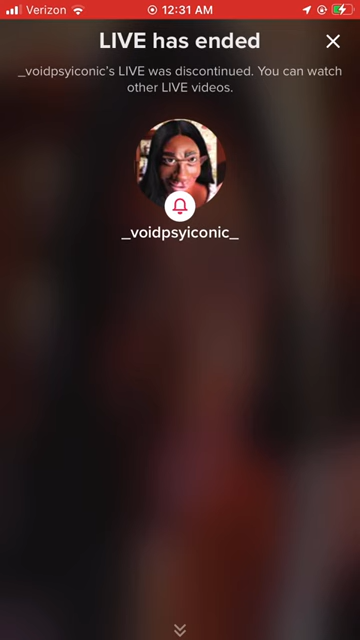 Verizon 12:31 AM
LIVE has ended
_voidpsyiconic's LIVE was discontinued. You can watch
other LIVE videos.
_voidpsyiconic_